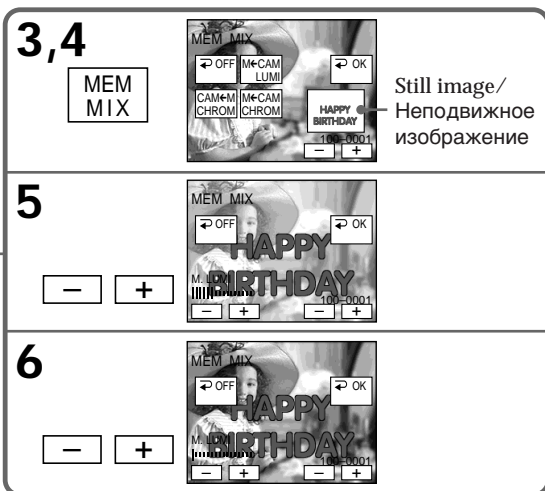 3,4
MEM
MIX
MEM MIX
↩ OFF
M←CAM
LUMI
↩ OK
CAM←M
CHROM
M←CAM
CHROM
HAPPY
BIRTHDAY
100–0001
– +
Still image/
Неподвижное
изображение
5
– +
MEM MIX
↩ OFF
↩ OK
HAPPY
BIRTHDAY
M. LUMI
100–0001
– + – +
6
– +
MEM MIX
↩ OFF
↩ OK
HAPPY
BIRTHDAY
M. LUMI
100–0001
– + – +